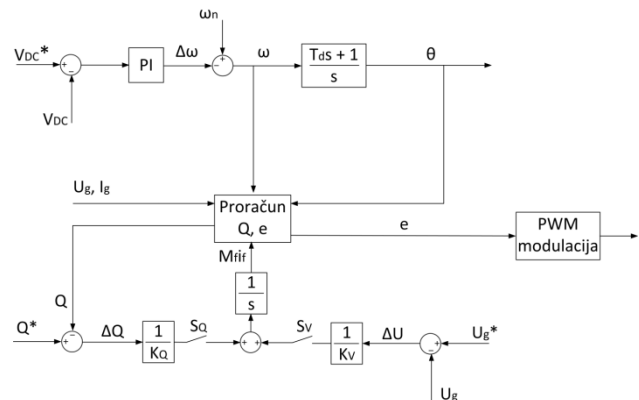 ωn
VDC*
PI
Δω
ω
Tds + 1
s
θ
VDC
Ug, Ig
Proračun
Q, e
e
PWM
modulacija
Mfif
Q
1
s
Q*
ΔQ
1
KQ
SQ
SV
1
KV
ΔU
Ug*
Ug